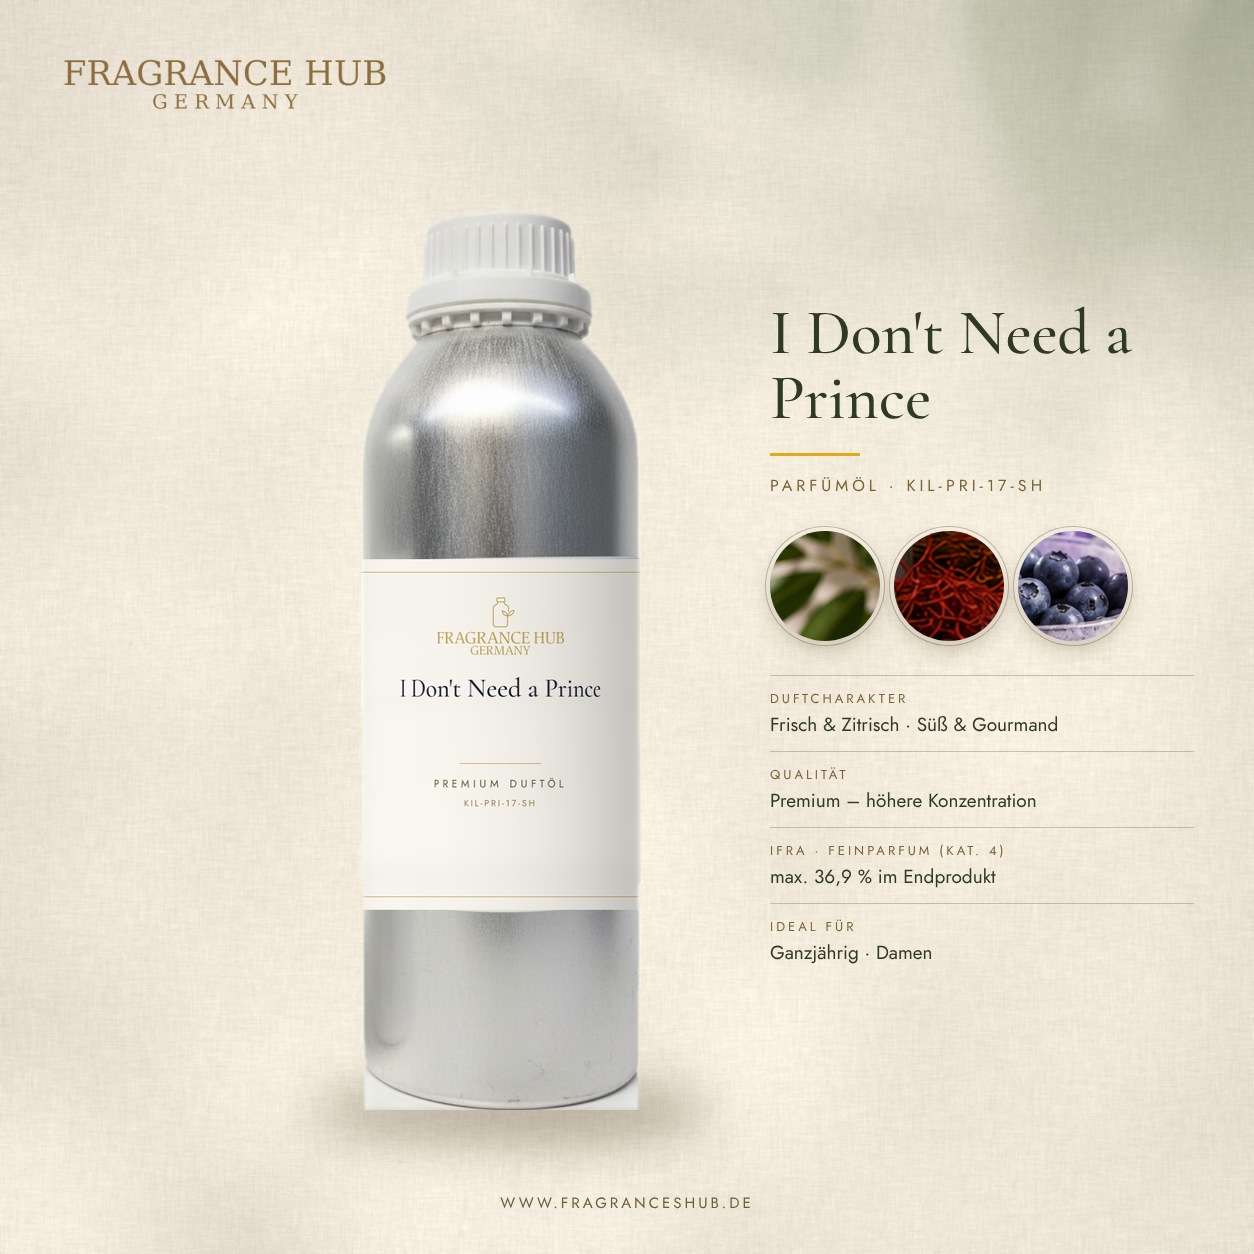 FRAGRANCE HUB
GERMANY
I Don't Need a
Prince
PARFÜMÖL · KIL-PRI-17-SH
FRAGRANCE HUB
GERMANY
I Don't Need a Prince
PREMIUM DUFTÖL
KIL-PRI-17-SH
DUFTCHARAKTER
Frisch & Zitrisch · Süß & Gourmand
QUALITÄT
Premium – höhere Konzentration
IFRA · FEINPARFUM (KAT. 4)
max. 36,9 % im Endprodukt
IDEAL FÜR
Ganzjährig · Damen
WWW.FRAGRANCESHUB.DE